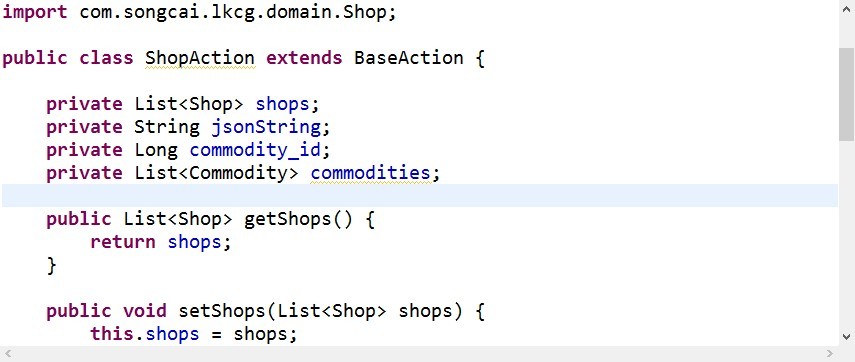 import com.songcai.lkcg.domain.Shop;
public class ShopAction extends BaseAction {
private List<Shop> shops;
private String jsonString;
private Long commodity_id;
private List<Commodity> commodities;
public List<Shop> getShops() {
return shops;
}
public void setShops(List<Shop> shops) {
this.shops = shops;